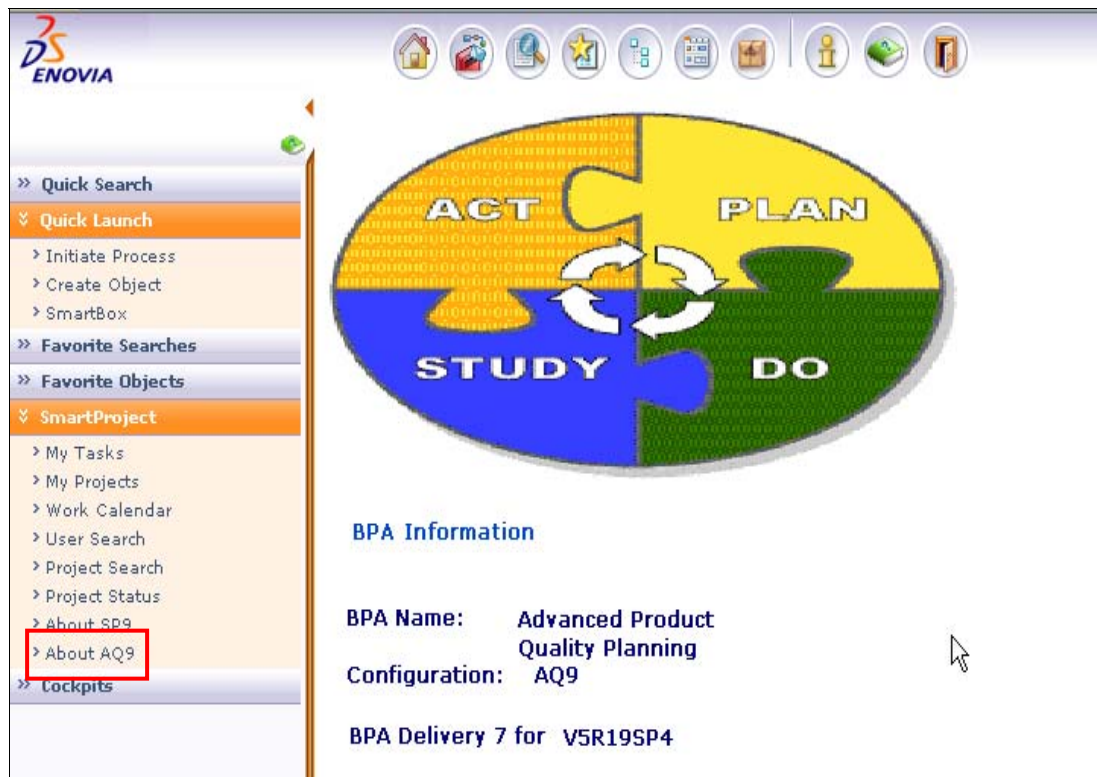 ENOVIA
Quick Search
Quick Launch
Initiate Process
Create Object
SmartBox
Favorite Searches
Favorite Objects
SmartProject
My Tasks
My Projects
Work Calendar
User Search
Project Search
Project Status
About SP9
About AQ9
Cockpits
ACT
PLAN
STUDY
DO
BPA Information
BPA Name: Advanced Product
Quality Planning
Configuration: AQ9
BPA Delivery 7 for V5R19SP4